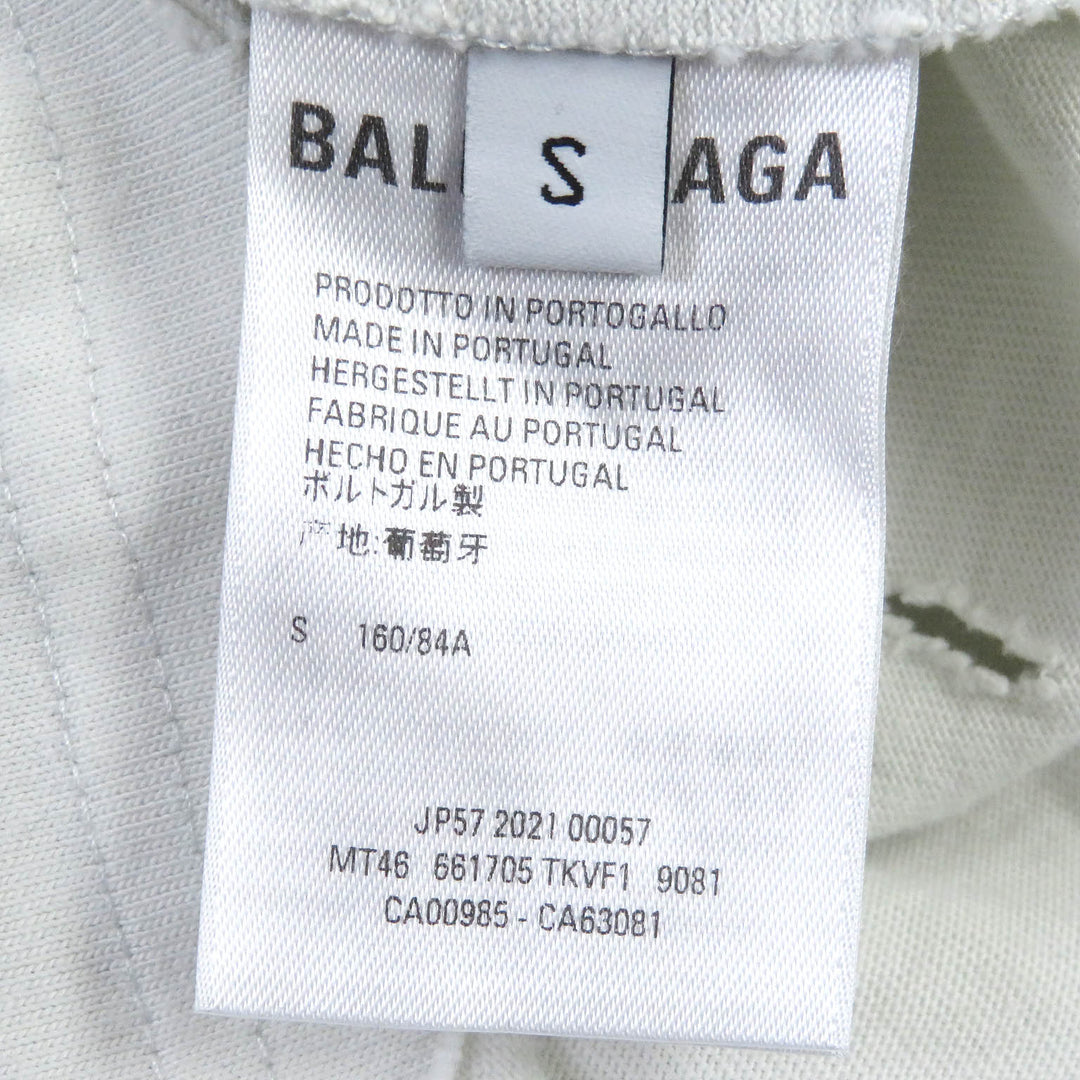 BAL AGA
S
PRODOTTO IN PORTOGALLO
MADE IN PORTUGAL
HERGESTELLT IN PORTUGAL
FABRIQUE AU PORTUGAL
HECHO EN PORTUGAL
ポルトガル製
产地:葡萄牙
S 160/84A
JP57 2021 00057
MT46 661705 TKVF1 9081
CA00985 - CA63081